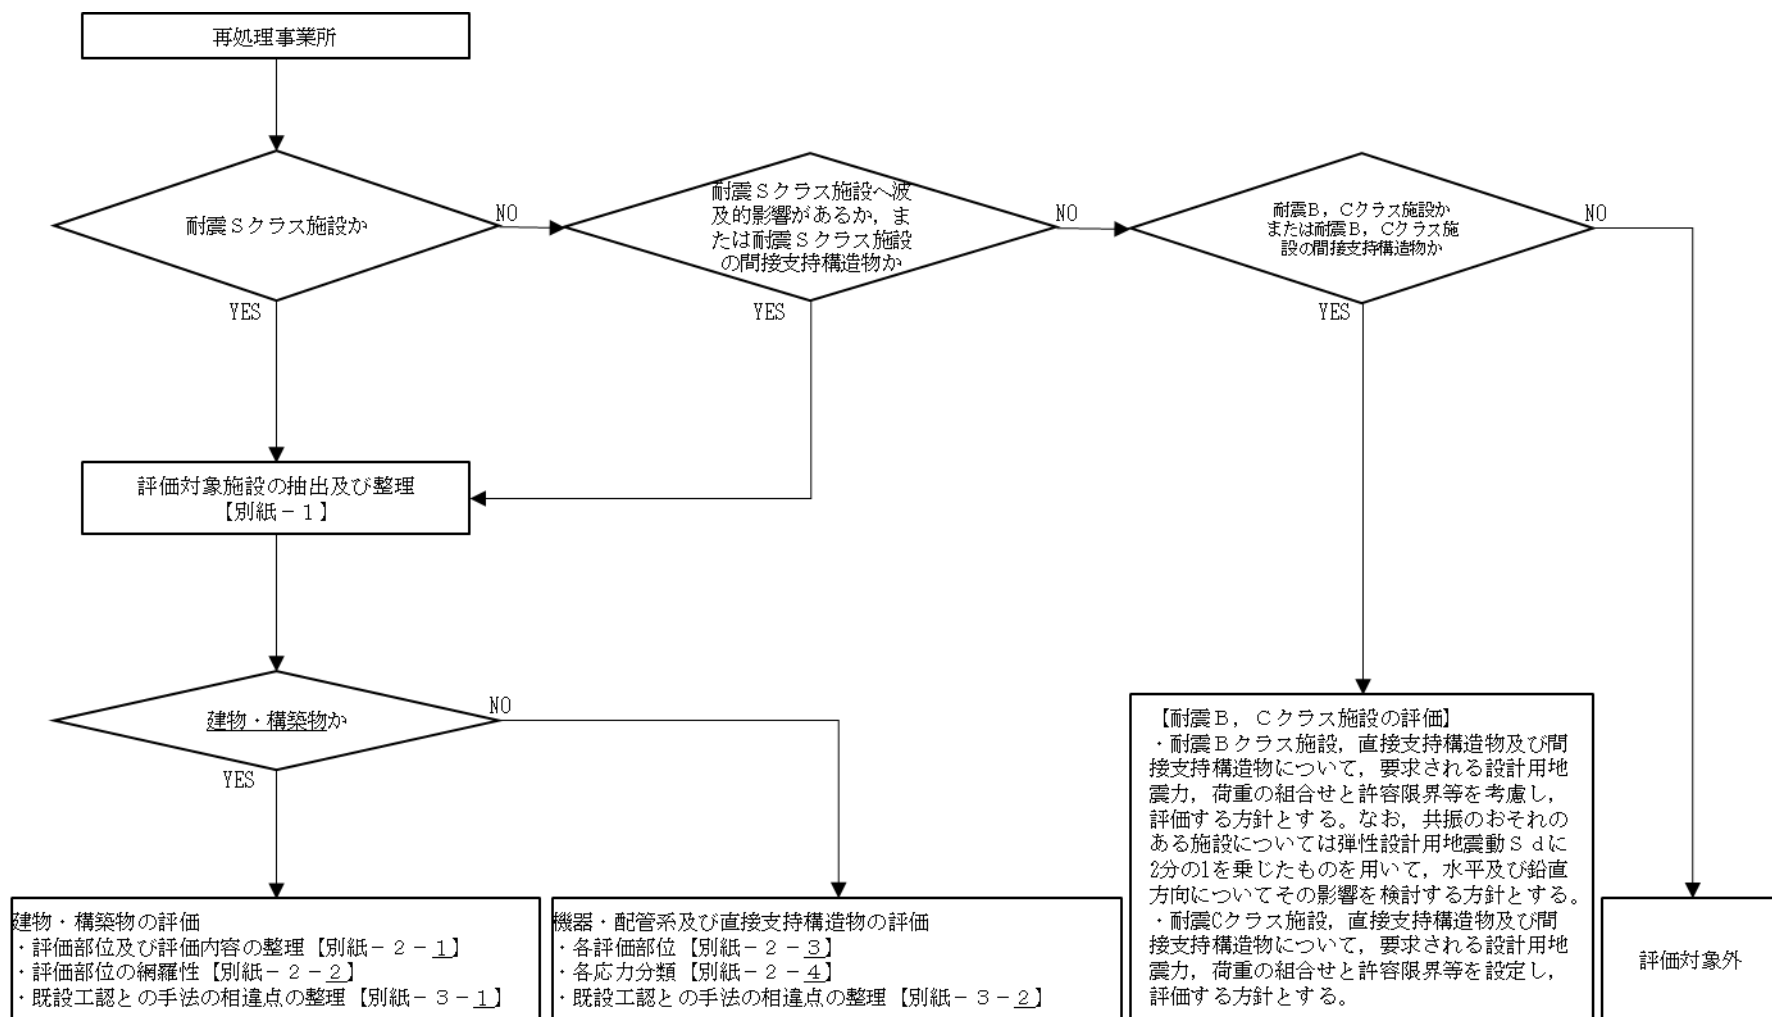 再処理事業所
耐震Ｓクラス施設か
NO
YES
耐震Ｓクラス施設へ波
及的影響があるか，ま
たは耐震Ｓクラス施設
の間接支持構造物か
NO
YES
耐震B，Cクラス施設か
または耐震B，Cクラス施
設の間接支持構造物か
NO
YES
評価対象施設の抽出及び整理
【別紙－１】
建物・構築物か
NO
YES
建物・構築物の評価
・評価部位及び評価内容の整理【別紙－２－１】
・評価部位の網羅性【別紙－２－２】
・既設工認との手法の相違点の整理【別紙－３－１】
機器・配管系及び直接支持構造物の評価
・各評価部位【別紙－２－３】
・各応力分類【別紙－２－４】
・既設工認との手法の相違点の整理【別紙－３－２】
【耐震Ｂ，Ｃクラス施設の評価】
・耐震Ｂクラス施設，直接支持構造物及び間
接支持構造物について，要求される設計用地
震力，荷重の組合せと許容限界等を考慮し，
評価する方針とする。なお，共振のおそれの
ある施設については弾性設計用地震動Ｓｄに
2分の1を乗じたものを用いて，水平及び鉛直
方向についてその影響を検討する方針とする。
・耐震Cクラス施設，直接支持構造物及び間
接支持構造物について，要求される設計用地
震力，荷重の組合せと許容限界等を設定し，
評価する方針とする。
評価対象外